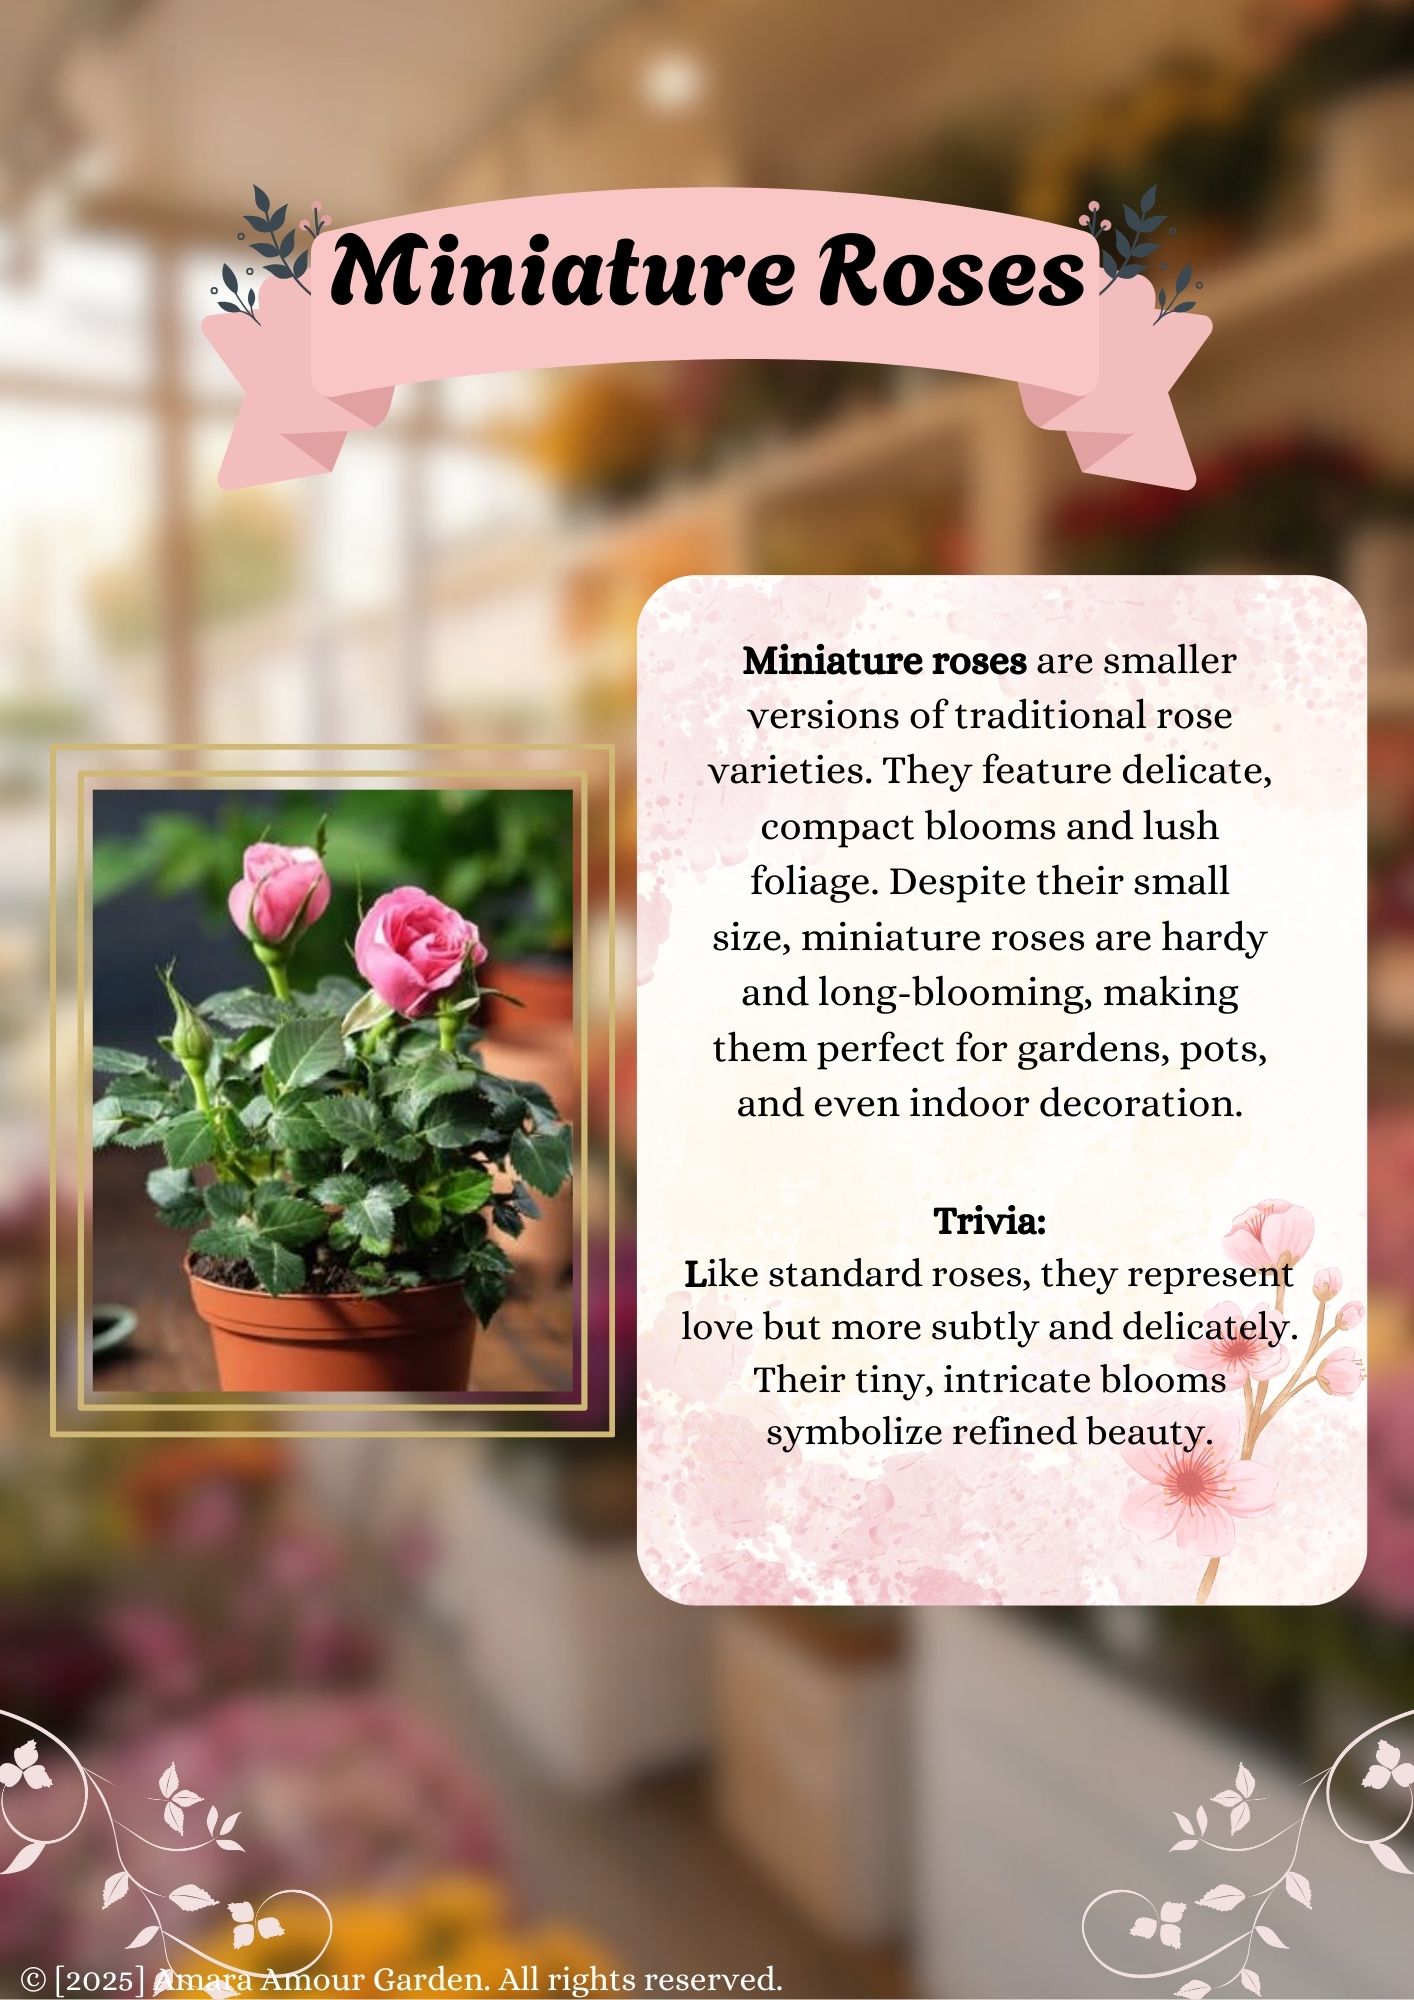 Miniature Roses
Miniature roses are smaller
versions of traditional rose
varieties. They feature delicate,
compact blooms and lush
foliage. Despite their small
size, miniature roses are hardy
and long-blooming, making
them perfect for gardens, pots,
and even indoor decoration.
Trivia:
Like standard roses, they represent
love but more subtly and delicately.
Their tiny, intricate blooms
symbolize refined beauty.
© [2025] Amara Amour Garden. All rights reserved.